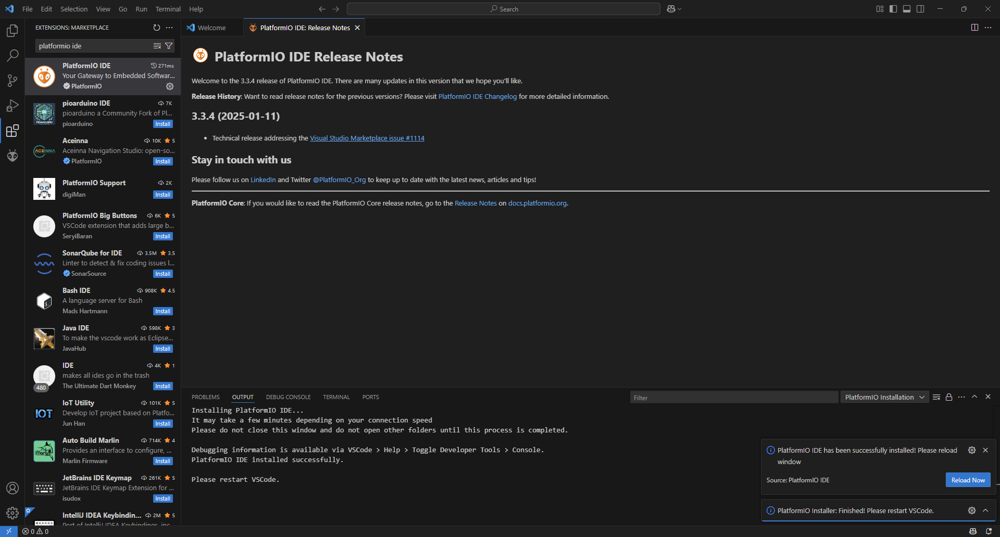 File Edit Selection View Go Run Terminal Help
Search
EXTENSIONS: MARKETPLACE
platformio ide
PlatformIO IDE 271ms
Your Gateway to Embedded Softwar...
PlatformIO
pioarduino IDE 7K
pioarduino a Community Fork of Pl...
pioarduino Install
PIOARDUINO
Aceinna 10K 5
Aceinna Navigation Studio: open-so...
PlatformIO Install
ACEINNA
PlatformIO Support 2K
digiMan Install
PlatformIO Big Buttons 6K 5
VSCode extension that adds large b...
SeryiBaran Install
SonarQube for IDE 3.5M 3.5
Linter to detect & fix coding issues l...
SonarSource Install
Bash IDE 908K 4.5
A language server for Bash
Mads Hartmann Install
Java IDE 598K 3
To make the vscode work as Eclipse...
JavaHub Install
IDE 4K 1
makes all ides go in the trash
The Ultimate Dart Monkey Install
480
IoT Utility 101K 5
Develop IoT project based on Platfo...
Jun Han Install
IOT
Auto Build Marlin 714K 4
Provides an interface to configure, ...
Marlin Firmware Install
Marlin
JetBrains IDE Keymap 261K 5
JetBrains IDE Keymap Extension for ...
isudox Install
IntelliJ IDEA Keybindin... 2M 5
Port of IntelliJ IDEA Keybindings, inc...
Welcome PlatformIO IDE: Release Notes
PlatformIO IDE Release Notes
Welcome to the 3.3.4 release of PlatformIO IDE. There are many updates in this version that we hope you'll like.
Release History: Want to read release notes for the previous versions? Please visit PlatformIO IDE Changelog for more detailed information.
3.3.4 (2025-01-11)
• Technical release addressing the Visual Studio Marketplace issue #1114
Stay in touch with us
Please follow us on LinkedIn and Twitter @PlatformIO_Org to keep up to date with the latest news, articles and tips!
PlatformIO Core: If you would like to read the PlatformIO Core release notes, go to the Release Notes on docs.platformio.org.
PROBLEMS OUTPUT DEBUG CONSOLE TERMINAL PORTS Filter PlatformIO Installation
Installing PlatformIO IDE...
It may take a few minutes depending on your connection speed
Please do not close this window and do not open other folders until this process is completed.
Debugging information is available via VSCode > Help > Toggle Developer Tools > Console.
PlatformIO IDE installed successfully.
Please restart VSCode.
PlatformIO IDE has been successfully installed! Please reload
window
Source: PlatformIO IDE Reload Now
PlatformIO Installer: Finished! Please restart VSCode.
0 0